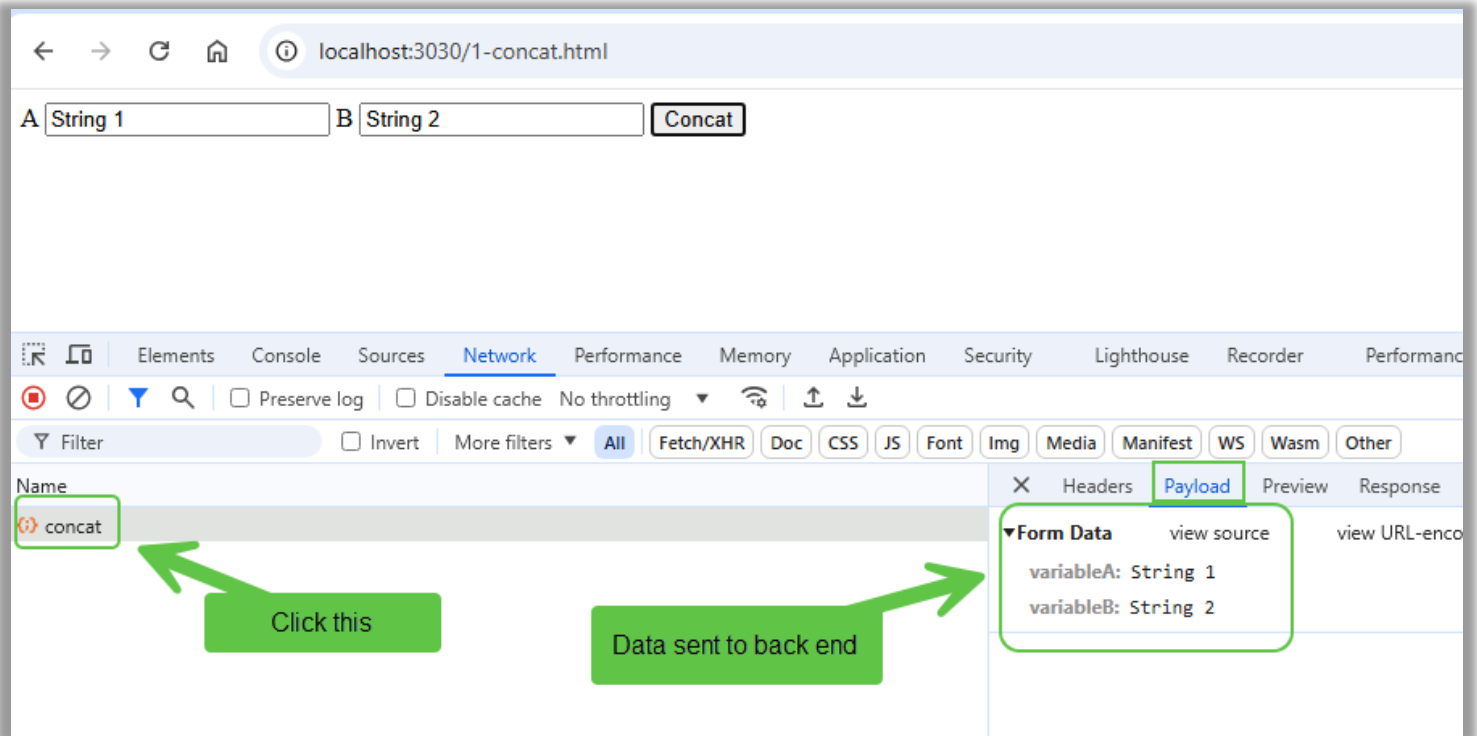 localhost:3030/1-concat.html
A String 1 B String 2 Concat
Elements Console Sources Network Performance Memory Application Security Lighthouse Recorder Performanc
Preserve log Disable cache No throttling
Filter Invert More filters All Fetch/XHR Doc CSS JS Font Img Media Manifest WS Wasm Other
Name
Headers Payload Preview Response
concat
Form Data view source view URL-enco
variableA: String 1
variableB: String 2
Click this
Data sent to back end